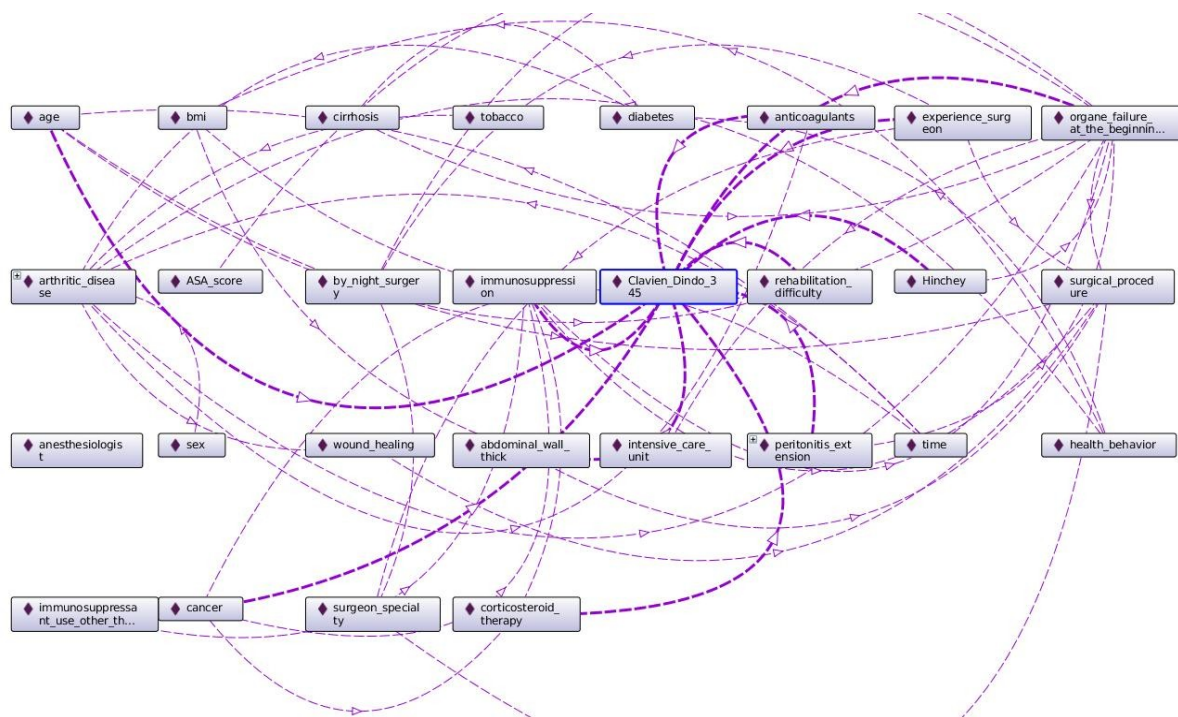 age
bmi
cirrhosis
tobacco
diabetes
anticoagulants
experience_surg
eon
organe_failure_
at_the_beginnin...
arthritic_disea
se
ASA_score
by_night_surger
y
immunosuppressi
on
Clavien_Dindo_3
45
rehabilitation_
difficulty
Hinchey
surgical_proced
ure
anesthesiologis
t
sex
wound_healing
abdominal_wall_
thick
intensive_care_
unit
peritonitis_ext
ension
time
health_behavior
immunosuppressa
nt_use_other_th...
cancer
surgeon_special
ty
corticosteroid_
therapy